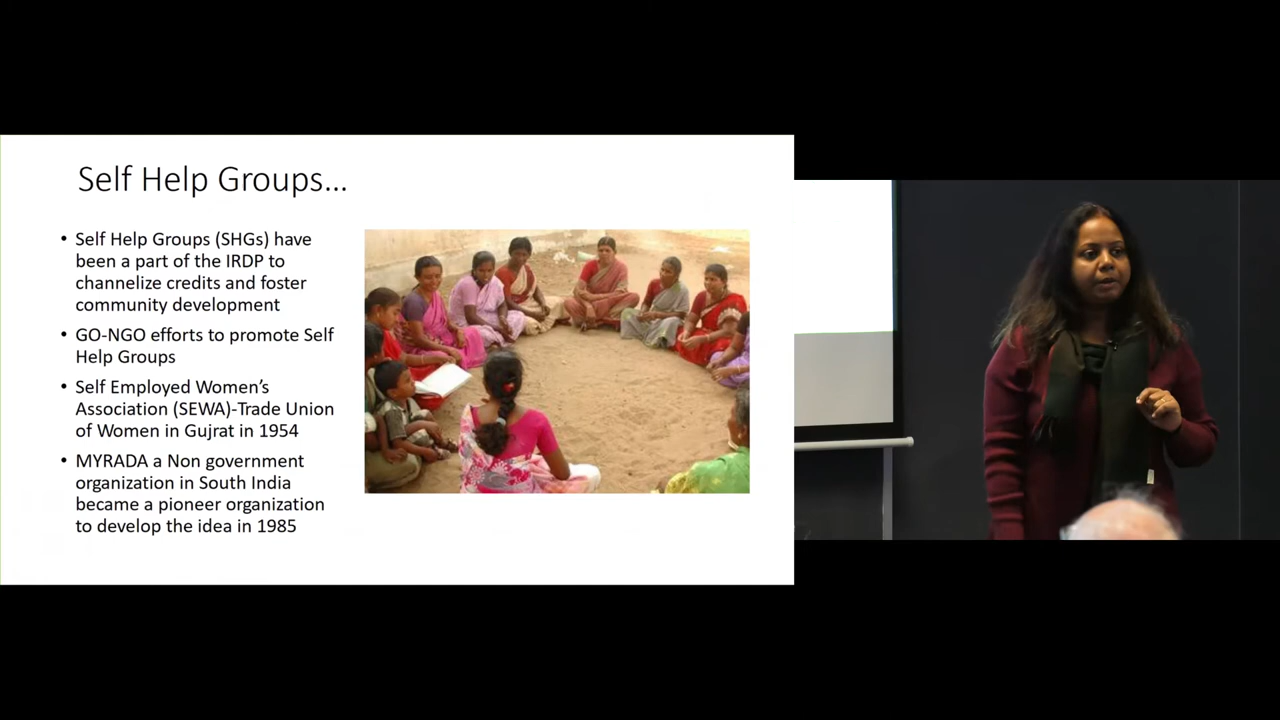 Self Help Groups...
• Self Help Groups (SHGs) have
been a part of the IRDP to
channelize credits and foster
community development
• GO-NGO efforts to promote Self
Help Groups
• Self Employed Women's
Association (SEWA)-Trade Union
of Women in Gujrat in 1954
• MYRADA a Non government
organization in South India
became a pioneer organization
to develop the idea in 1985